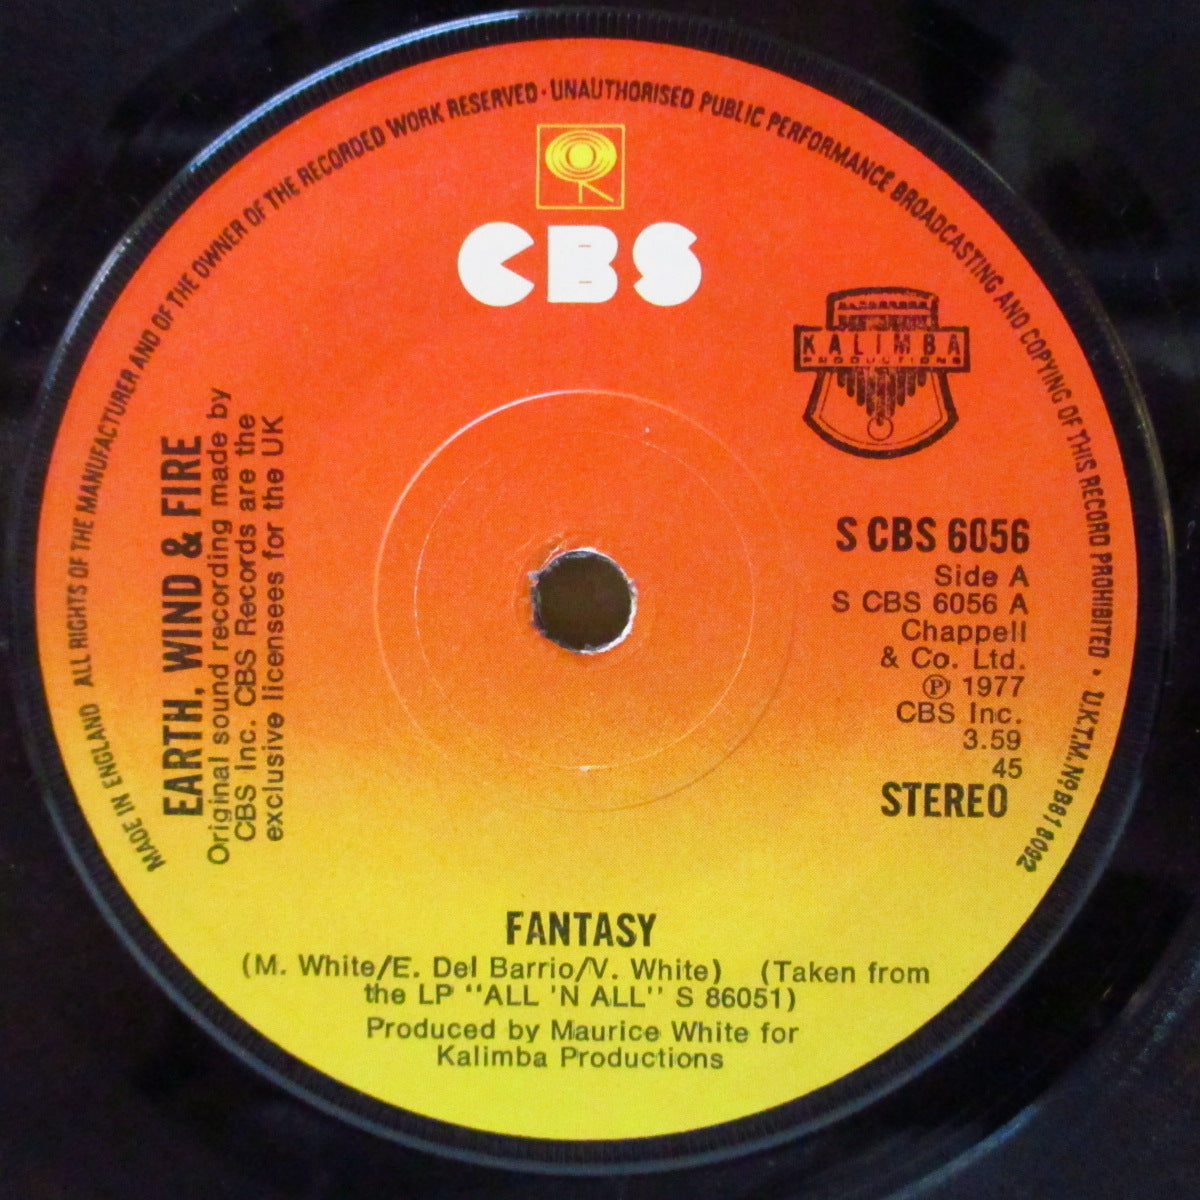 MADE IN ENGLAND ALL RIGHTS OF THE MANUFACTURER AND OF THE OWNER OF THE RECORDED WORK RESERVED · UNAUTHORISED PUBLIC PERFORMANCE BROADCASTING AND COPYING OF THIS RECORD PROHIBITED · U.K.T.M. Nº B818092
CBS
KALIMBA
PRODUCTIONS
EARTH, WIND & FIRE
Original sound recording made by
CBS Inc. CBS Records are the
exclusive licensees for the UK
S CBS 6056
Side A
S CBS 6056 A
Chappell
& Co. Ltd.
℗ 1977
CBS Inc.
3.59
45
STEREO
FANTASY
(M. White/E. Del Barrio/V. White) (Taken from
the LP "ALL 'N ALL" S 86051)
Produced by Maurice White for
Kalimba Productions